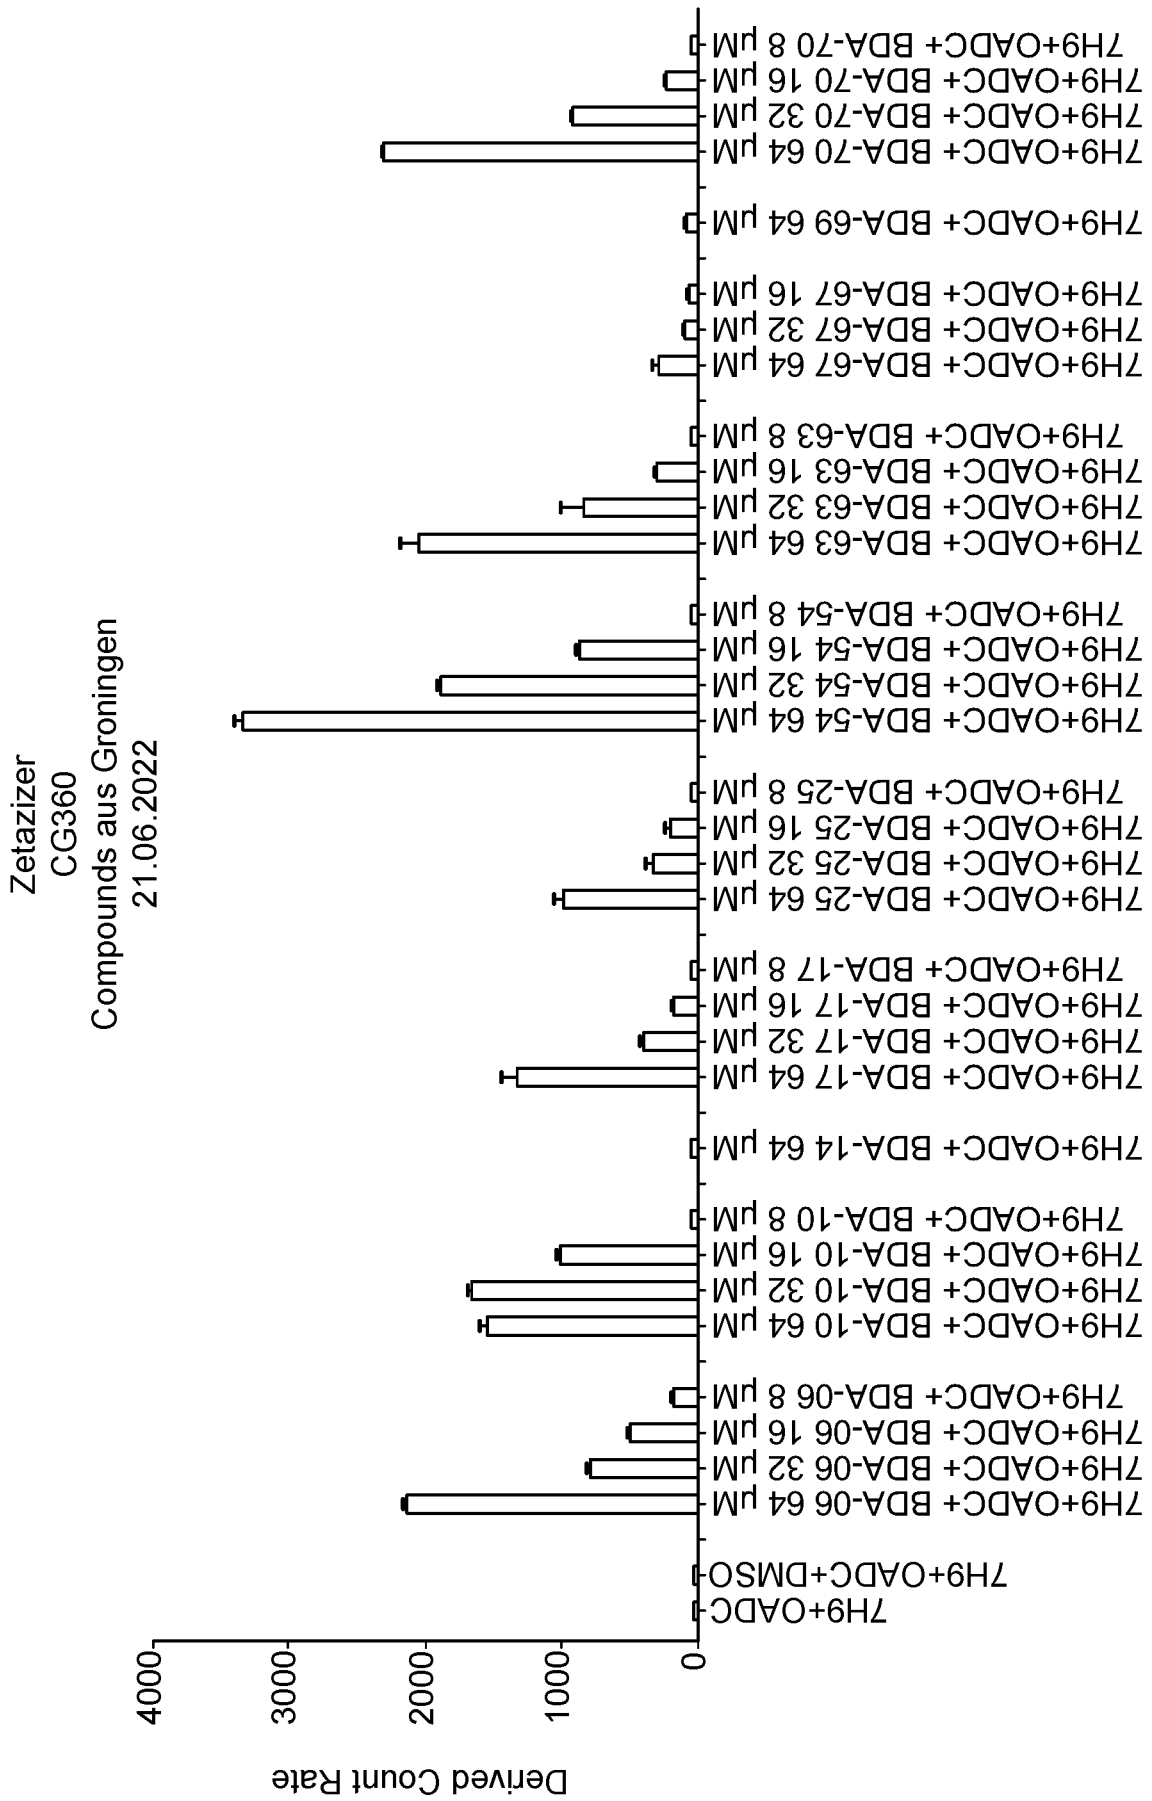 Zetazizer
CG360
Compounds aus Groningen
21.06.2022
Derived Count Rate
4000
3000
2000
1000
0
7H9+OADC
7H9+OADC+DMSO
7H9+OADC+ BDA-06 64 µM
7H9+OADC+ BDA-06 32 µM
7H9+OADC+ BDA-06 16 µM
7H9+OADC+ BDA-06 8 µM
7H9+OADC+ BDA-10 64 µM
7H9+OADC+ BDA-10 32 µM
7H9+OADC+ BDA-10 16 µM
7H9+OADC+ BDA-10 8 µM
7H9+OADC+ BDA-14 64 µM
7H9+OADC+ BDA-17 64 µM
7H9+OADC+ BDA-17 32 µM
7H9+OADC+ BDA-17 16 µM
7H9+OADC+ BDA-17 8 µM
7H9+OADC+ BDA-25 64 µM
7H9+OADC+ BDA-25 32 µM
7H9+OADC+ BDA-25 16 µM
7H9+OADC+ BDA-25 8 µM
7H9+OADC+ BDA-54 64 µM
7H9+OADC+ BDA-54 32 µM
7H9+OADC+ BDA-54 16 µM
7H9+OADC+ BDA-54 8 µM
7H9+OADC+ BDA-63 64 µM
7H9+OADC+ BDA-63 32 µM
7H9+OADC+ BDA-63 16 µM
7H9+OADC+ BDA-63 8 µM
7H9+OADC+ BDA-67 64 µM
7H9+OADC+ BDA-67 32 µM
7H9+OADC+ BDA-67 16 µM
7H9+OADC+ BDA-69 64 µM
7H9+OADC+ BDA-70 64 µM
7H9+OADC+ BDA-70 32 µM
7H9+OADC+ BDA-70 16 µM
7H9+OADC+ BDA-70 8 µM